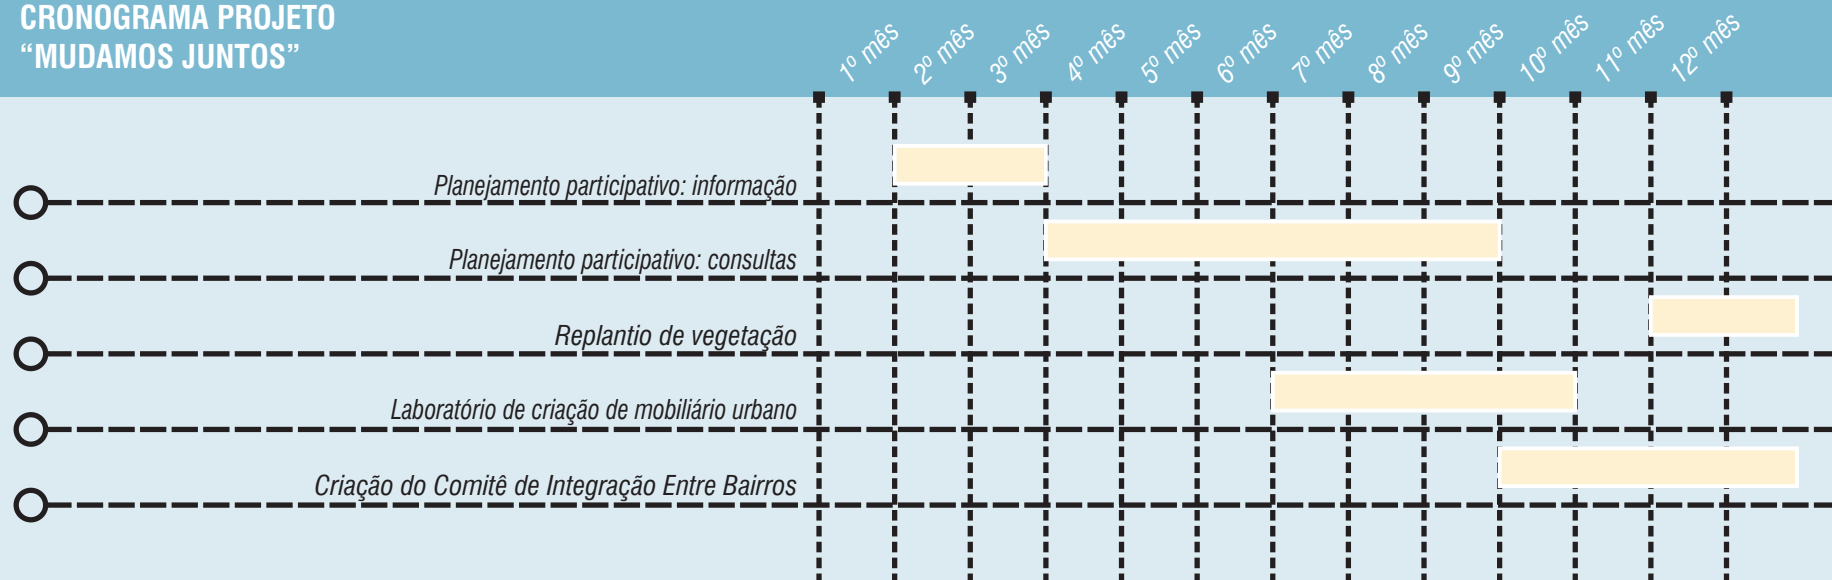 CRONOGRAMA PROJETO
“MUDAMOS JUNTOS”
1º mês
2º mês
3º mês
4º mês
5º mês
6º mês
7º mês
8º mês
9º mês
10º mês
11º mês
12º mês
Planejamento participativo: informação
Planejamento participativo: consultas
Replantio de vegetação
Laboratório de criação de mobiliário urbano
Criação do Comitê de Integração Entre Bairros